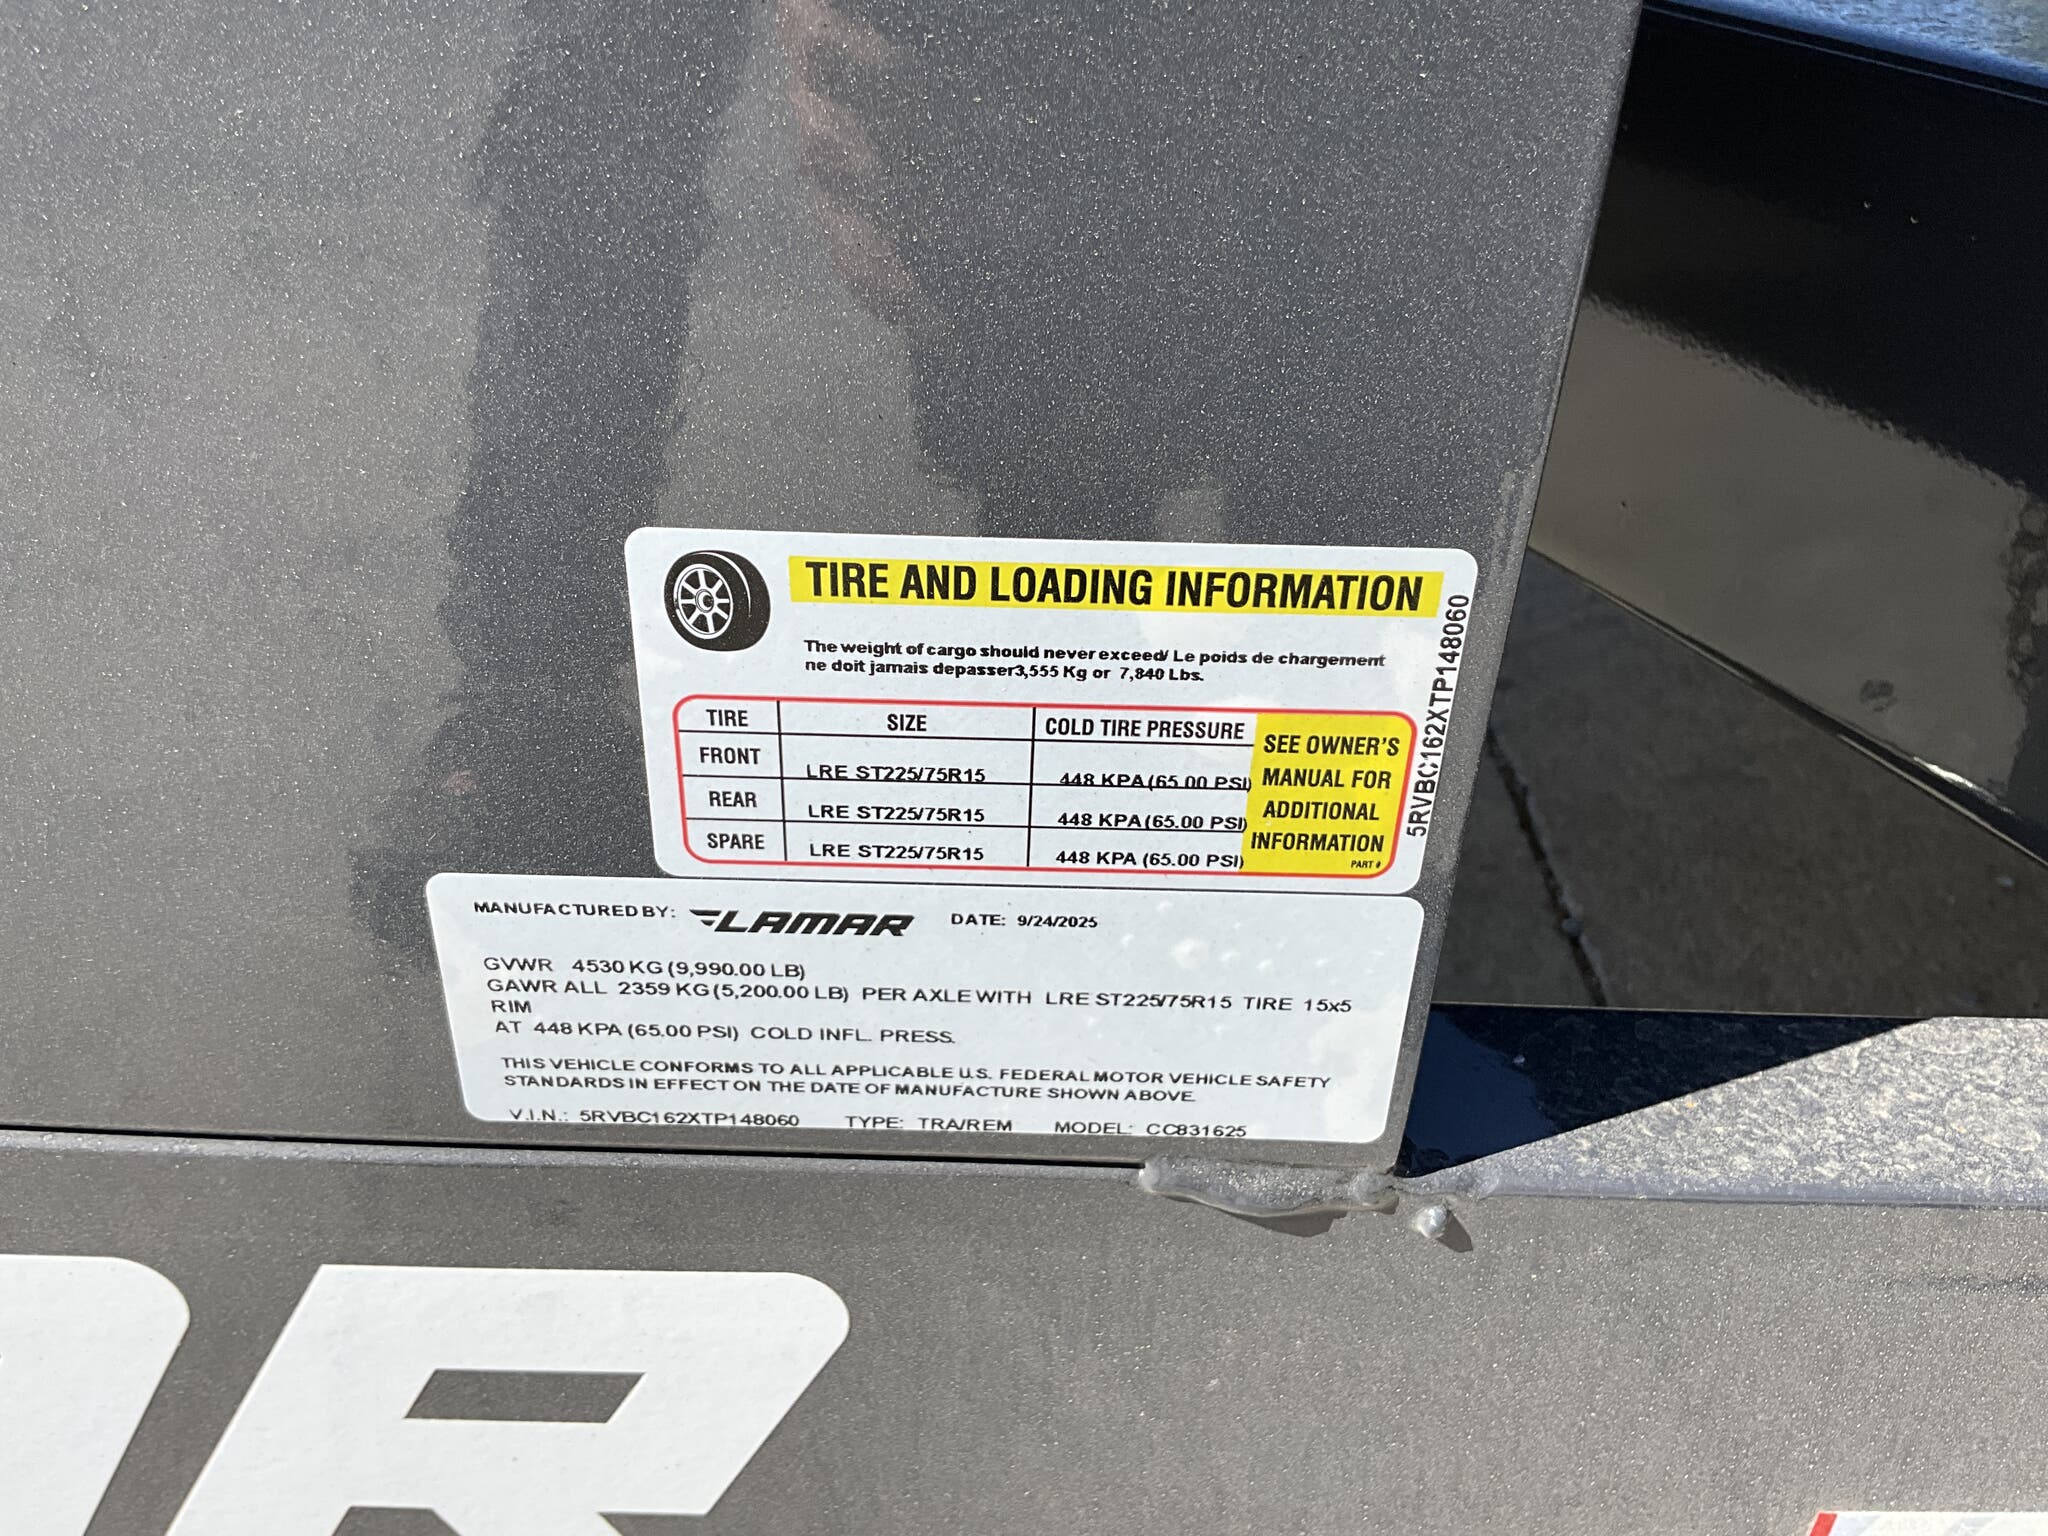 TIRE AND LOADING INFORMATION
The weight of cargo should never exceed/ Le poids de chargement
ne doit jamais depasser3,555 Kg or 7,840 Lbs.
TIRE SIZE COLD TIRE PRESSURE
FRONT LRE ST225/75R15 448 KPA (65.00 PSI)
REAR LRE ST225/75R15 448 KPA (65.00 PSI)
SPARE LRE ST225/75R15 448 KPA (65.00 PSI)
SEE OWNER'S
MANUAL FOR
ADDITIONAL
INFORMATION
PART #
5RVBC162XTP148060
MANUFACTURED BY: LAMAR DATE: 9/24/2025
GVWR 4530 KG (9,990.00 LB)
GAWR ALL 2359 KG (5,200.00 LB) PER AXLE WITH LRE ST225/75R15 TIRE 15x5
RIM
AT 448 KPA (65.00 PSI) COLD INFL. PRESS.
THIS VEHICLE CONFORMS TO ALL APPLICABLE U.S. FEDERAL MOTOR VEHICLE SAFETY
STANDARDS IN EFFECT ON THE DATE OF MANUFACTURE SHOWN ABOVE.
V.I.N.: 5RVBC162XTP148060 TYPE: TRA/REM MODEL: CC831625
R